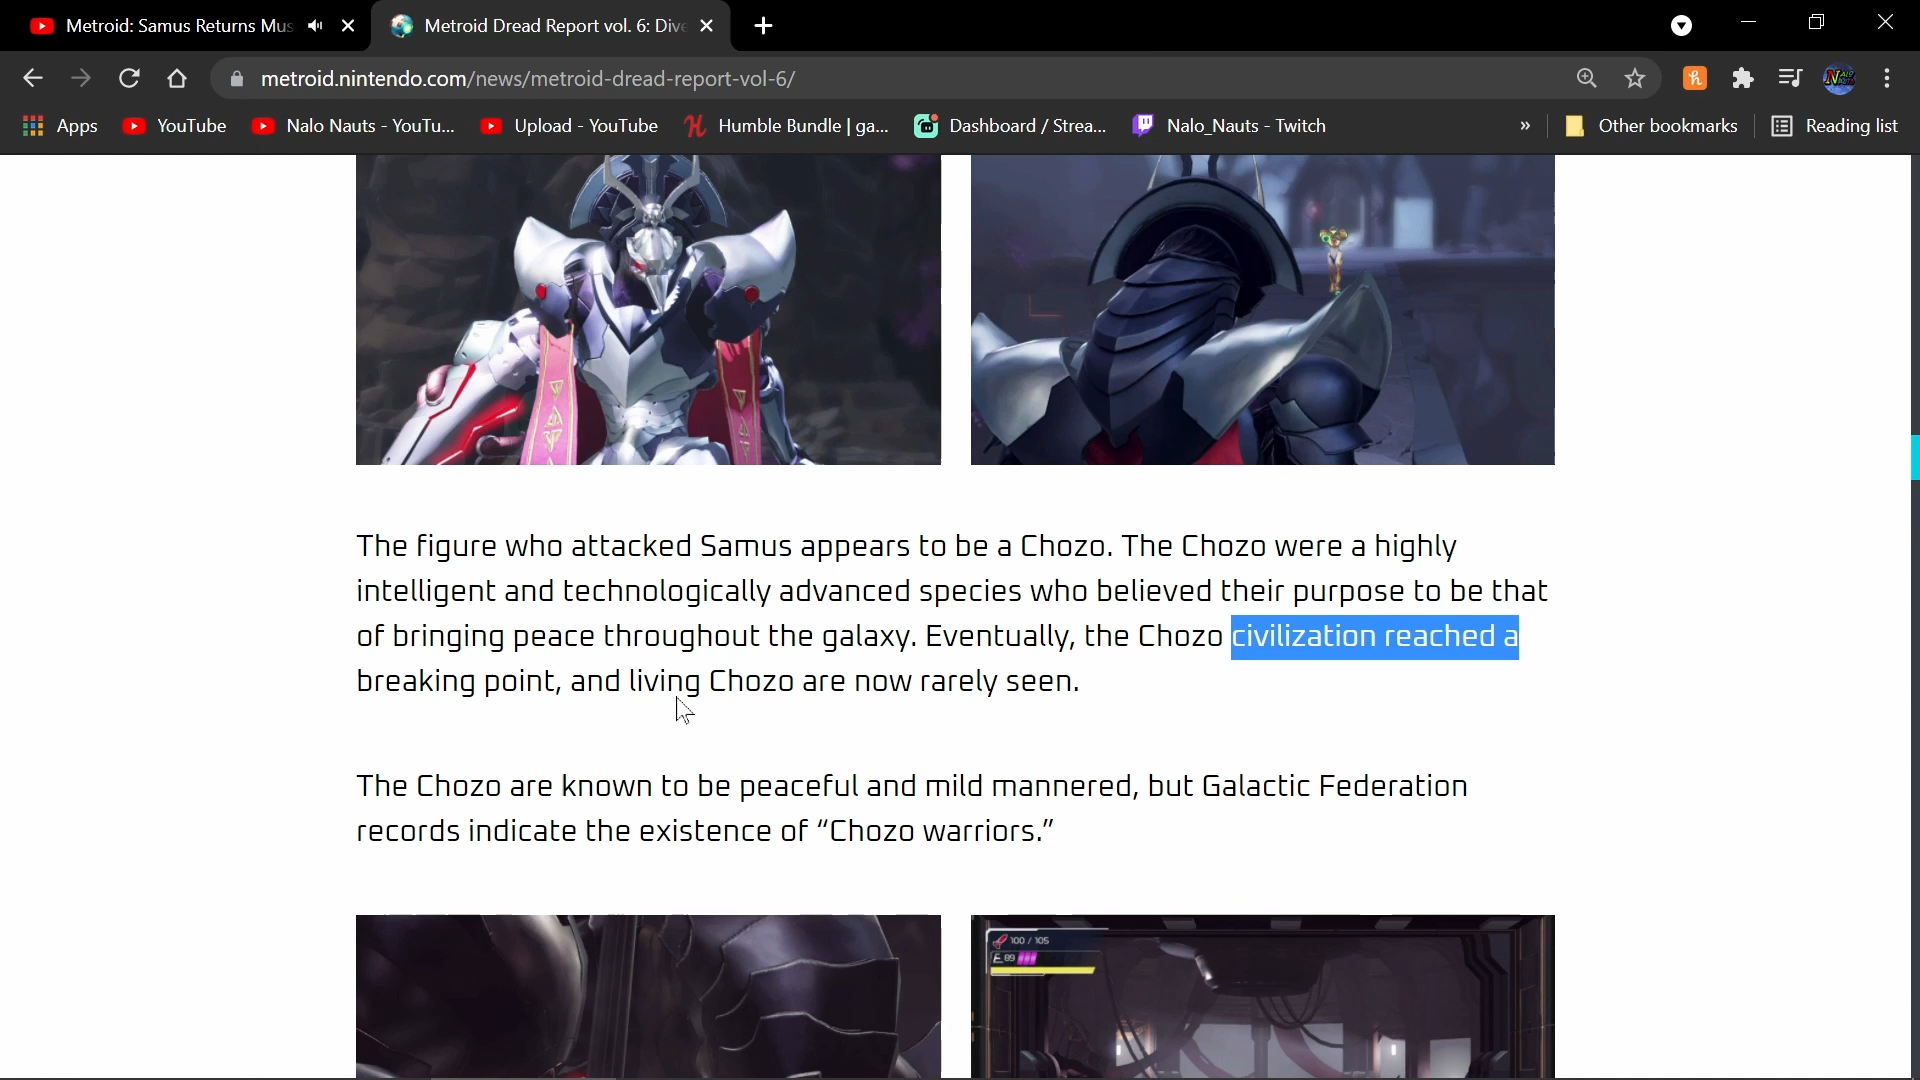 Metroid: Samus Returns Mus
Metroid Dread Report vol. 6: Dive
metroid.nintendo.com/news/metroid-dread-report-vol-6/
Apps
YouTube
Nalo Nauts - YouTu...
Upload - YouTube
Humble Bundle | ga...
Dashboard / Strea...
Nalo_Nauts - Twitch
»
Other bookmarks
Reading list
The figure who attacked Samus appears to be a Chozo. The Chozo were a highly
intelligent and technologically advanced species who believed their purpose to be that
of bringing peace throughout the galaxy. Eventually, the Chozo civilization reached a
breaking point, and living Chozo are now rarely seen.
The Chozo are known to be peaceful and mild mannered, but Galactic Federation
records indicate the existence of “Chozo warriors.”
100 / 105
E 89